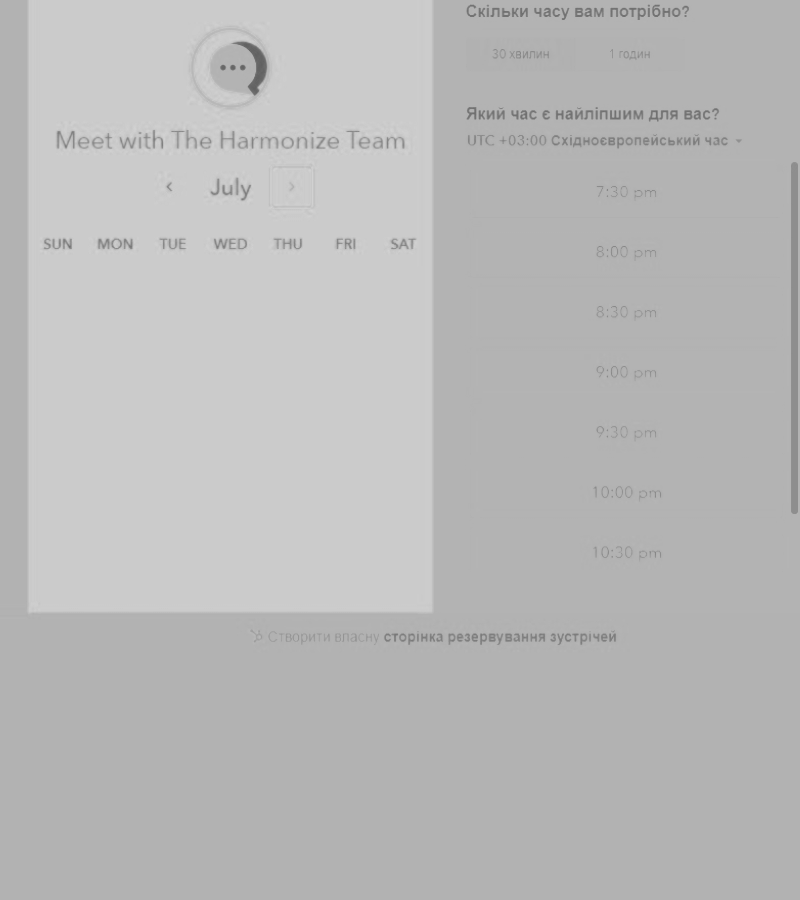 Meet with The Harmonize Team
July
SUN MON TUE WED THU FRI SAT
Скільки часу вам потрібно?
30 хвилин 1 годин
Який час є найліпшим для вас?
UTC +03:00 Східноєвропейський час
7:30 pm
8:00 pm
8:30 pm
9:00 pm
9:30 pm
10:00 pm
10:30 pm
Створити власну сторінка резервування зустрічей